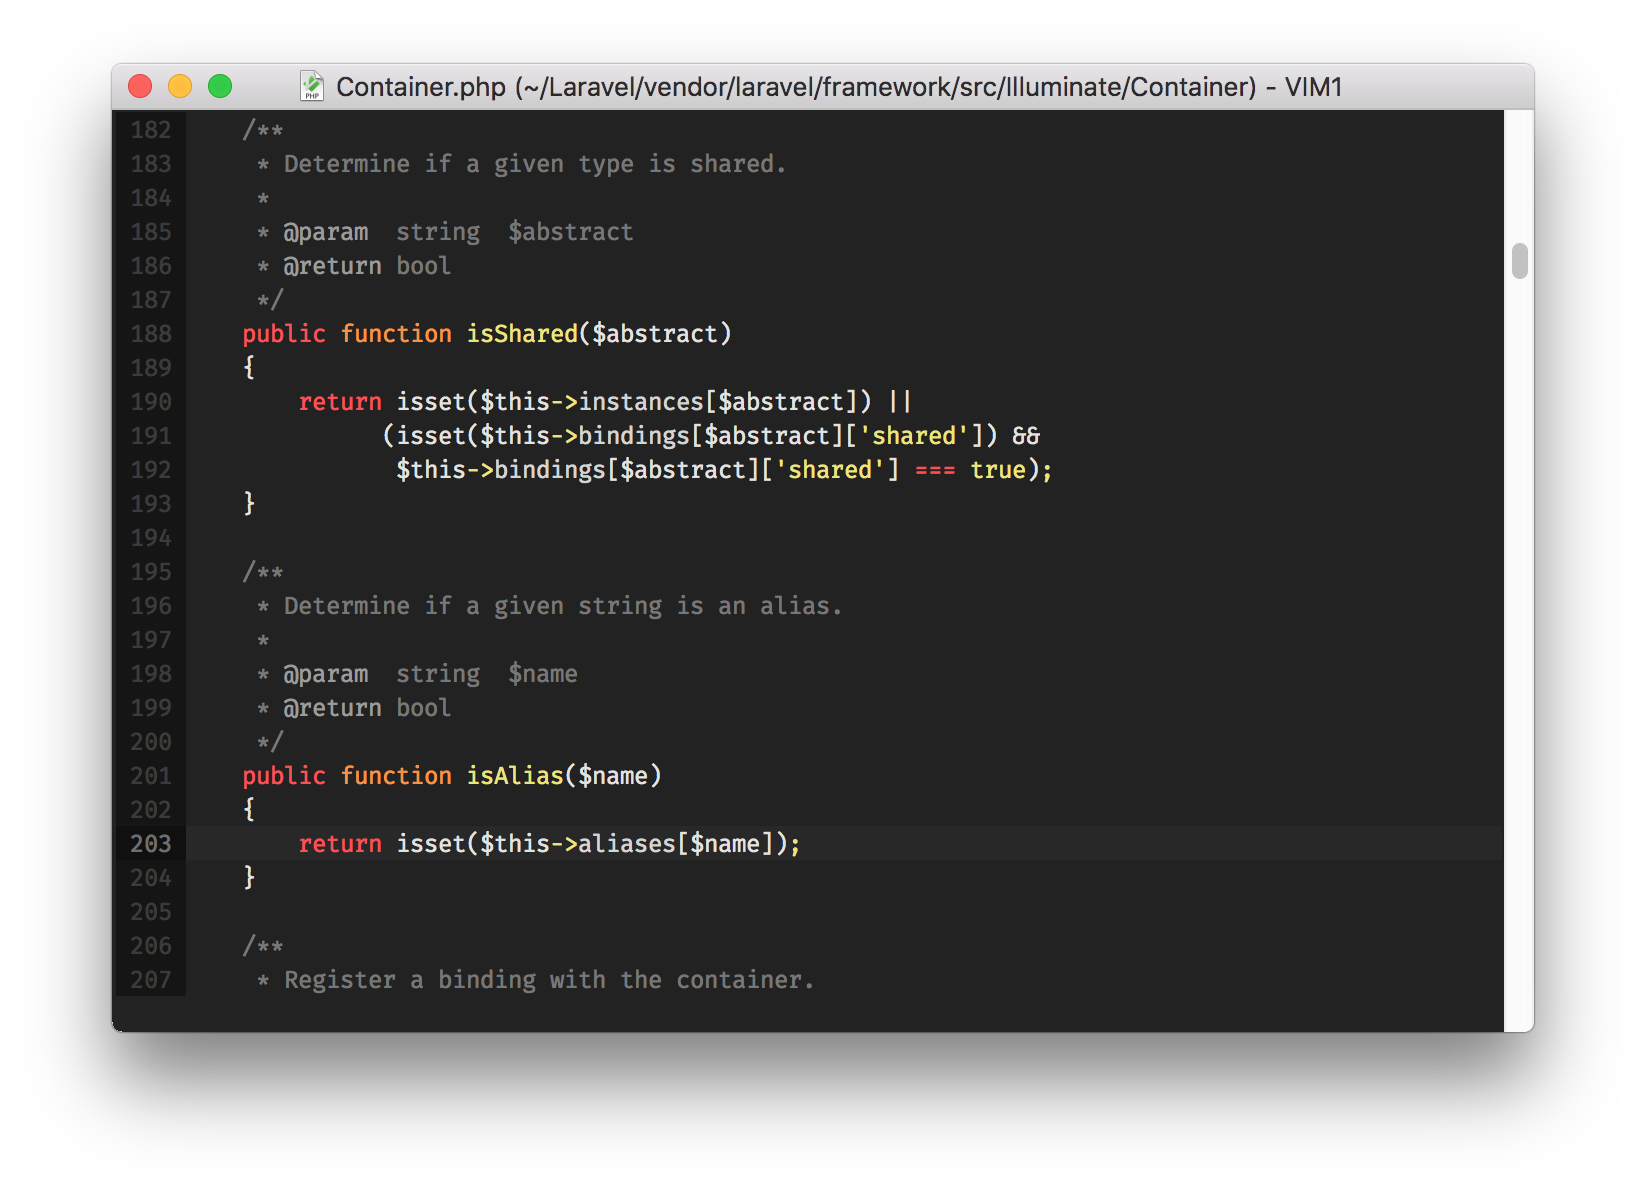 Container.php (~/Laravel/vendor/laravel/framework/src/Illuminate/Container) - VIM1
PHP
182    /**
183     * Determine if a given type is shared.
184     *
185     * @param  string  $abstract
186     * @return bool
187     */
188    public function isShared($abstract)
189    {
190        return isset($this->instances[$abstract]) ||
191              (isset($this->bindings[$abstract]['shared']) &&
192               $this->bindings[$abstract]['shared'] === true);
193    }
194
195    /**
196     * Determine if a given string is an alias.
197     *
198     * @param  string  $name
199     * @return bool
200     */
201    public function isAlias($name)
202    {
203        return isset($this->aliases[$name]);
204    }
205
206    /**
207     * Register a binding with the container.